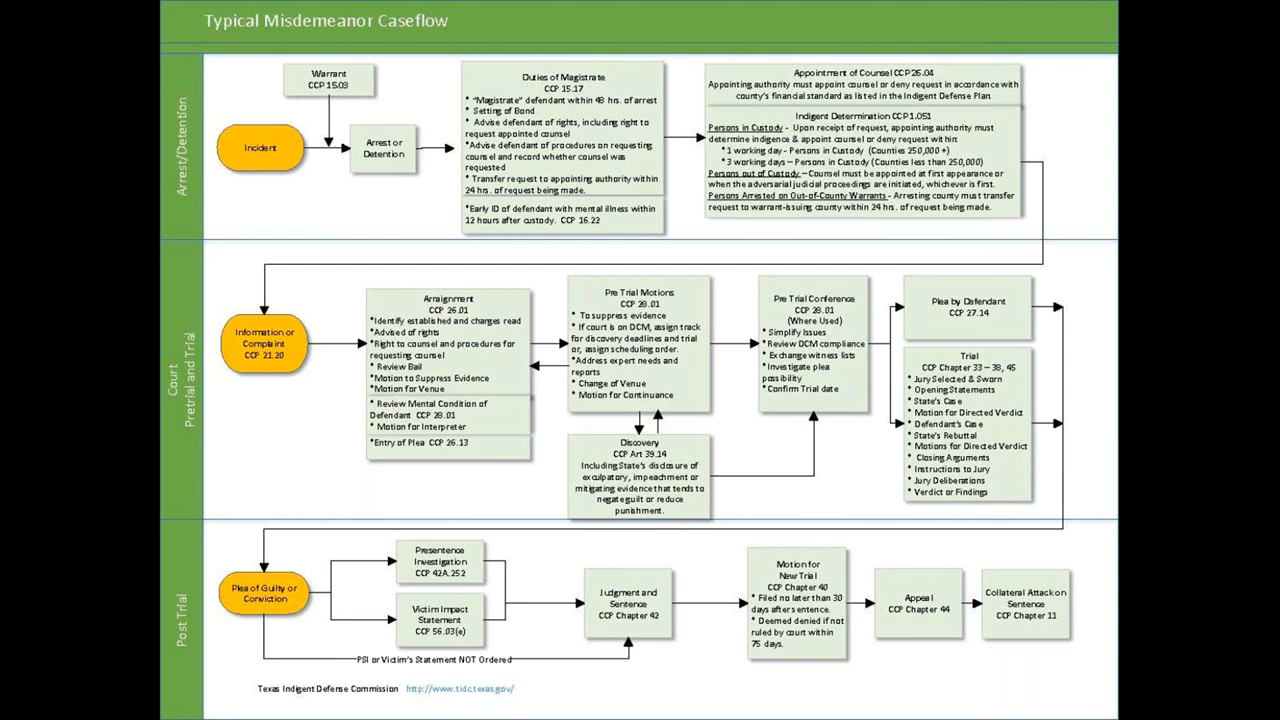 Typical Misdemeanor Caseflow
Arrest/Detention
Incident
Warrant
CCP 15.03
Arrest or
Detention
Duties of Magistrate
CCP 15.17
* "Magistrate" defendant within 48 hrs. of arrest
* Setting of Bond
* Advise defendant of rights, including right to
request appointed counsel
*Advise defendant of procedures on requesting
counsel and record whether counsel was
requested
* Transfer request to appointing authority within
24 hrs. of request being made.
*Early ID of defendant with mental illness within
12 hours after custody. CCP 16.22
Appointment of Counsel CCP 26.04
Appointing authority must appoint counsel or deny request in accordance with
county's financial standard as listed in the Indigent Defense Plan.
Indigent Determination CCP 1.051
Persons in Custody - Upon receipt of request, appointing authority must
determine indigence & appoint counsel or deny request within:
*1 working day - Persons in Custody (Counties 250,000 +)
* 3 working days – Persons in Custody (Counties less than 250,000)
Persons out of Custody – Counsel must be appointed at first appearance or
when the adversarial judicial proceedings are initiated, whichever is first.
Persons Arrested on Out-of-County Warrants - Arresting county must transfer
request to warrant-issuing county within 24 hrs. of request being made.
Court
Pretrial and Trial
Information or
Complaint
CCP 21.20
Arraignment
CCP 26.01
*Identify established and charges read
*Advised of rights
*Right to counsel and procedures for
requesting counsel
* Review Bail
*Motion to Suppress Evidence
*Motion for Venue
* Review Mental Condition of
Defendant CCP 28.01
* Motion for Interpreter
*Entry of Plea CCP 26.13
Pre Trial Motions
CCP 28.01
* To suppress evidence
* If court is on DCM, assign track
for discovery deadlines and trial
or, assign scheduling order.
*Address expert needs and
reports
* Change of Venue
* Motion for Continuance
Discovery
CCP Art 39.14
Including State's disclosure of
exculpatory, impeachment or
mitigating evidence that tends to
negate guilt or reduce
punishment.
Pre Trial Conference
CCP 28.01
(Where Used)
* Simplify Issues
* Review DCM compliance
* Exchange witness lists
* Investigate plea
possibility
* Confirm Trial date
Plea by Defendant
CCP 27.14
Trial
CCP Chapter 33 – 38, 45
* Jury Selected & Sworn
* Opening Statements
* State's Case
* Motion for Directed Verdict
* Defendant's Case
* State's Rebuttal
* Motions for Directed Verdict
* Closing Arguments
* Instructions to Jury
* Jury Deliberations
* Verdict or Findings
Post Trial
Plea of Guilty or
Conviction
Presentence
Investigation
CCP 42A.252
Victim Impact
Statement
CCP 56.03(e)
PSI or Victim's Statement NOT Ordered
Judgment and
Sentence
CCP Chapter 42
Motion for
New Trial
CCP Chapter 40
* Filed no later than 30
days after sentence.
* Deemed denied if not
ruled by court within
75 days.
Appeal
CCP Chapter 44
Collateral Attack on
Sentence
CCP Chapter 11
Texas Indigent Defense Commission http://www.tidc.texas.gov/